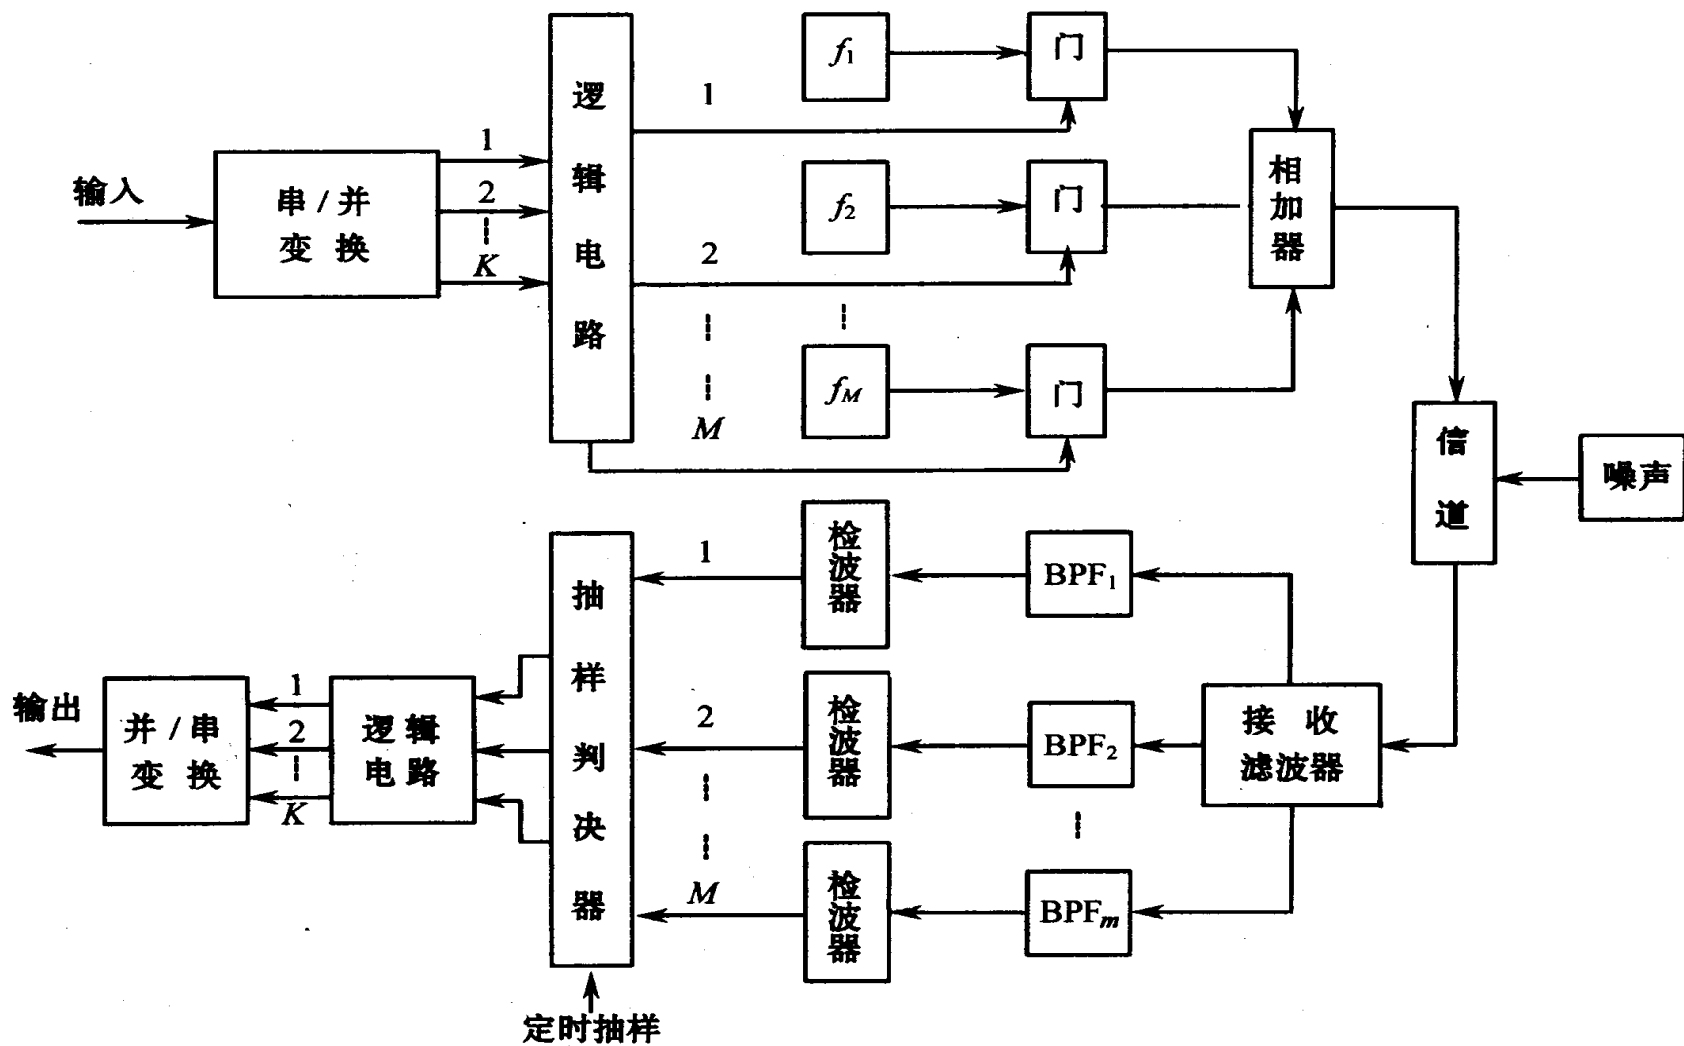 输入
串/并
变换
1
2
K
逻
辑
电
路
1
2
M
f1
门
f2
门
fM
门
相
加
器
信
道
噪声
接 收
滤波器
BPF1
BPF2
BPFm
检
波
器
检
波
器
检
波
器
1
2
M
抽
样
判
决
器
定时抽样
逻辑
电路
1
2
K
并/串
变换
输出